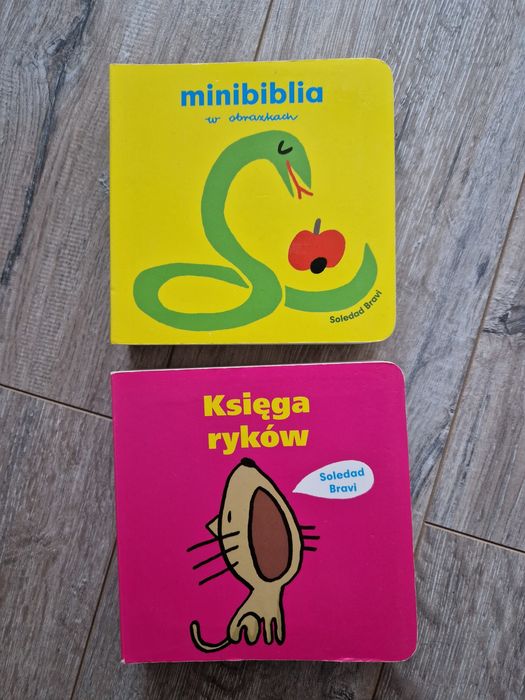 minibiblia
w obrazkach
Soledad Bravi
Księga
ryków
Soledad
Bravi